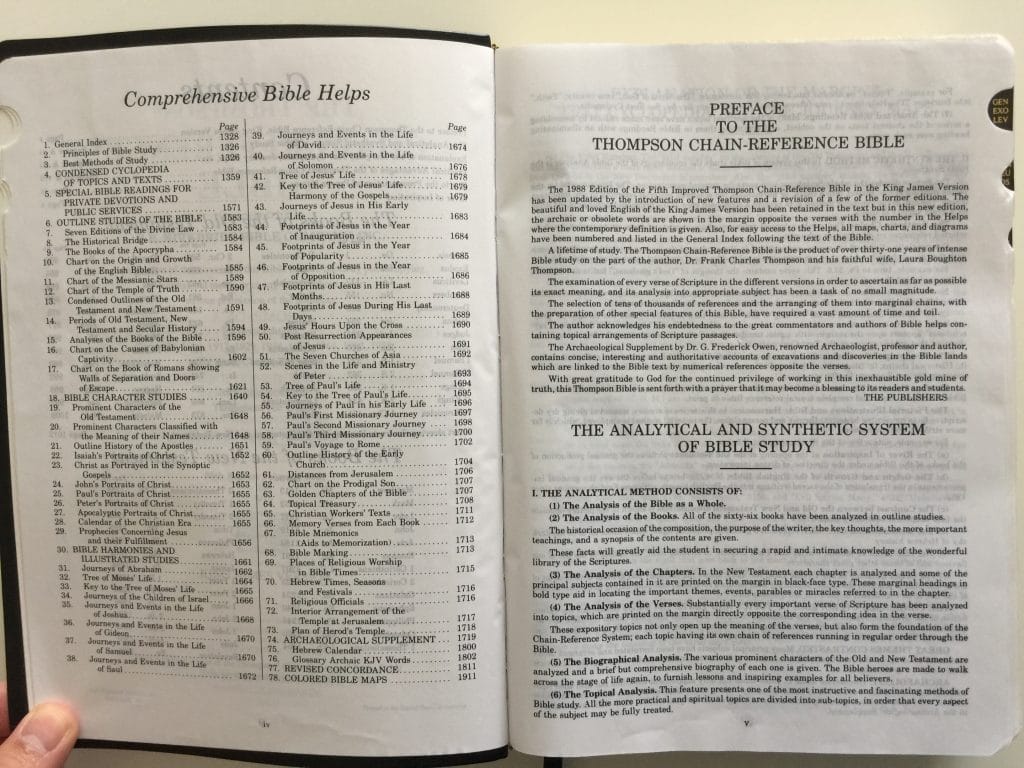 Comprehensive Bible Helps
Page
1. General Index 1328
2. Principles of Bible Study 1326
3. Best Methods of Study 1326
4. CONDENSED CYCLOPEDIA
OF TOPICS AND TEXTS 1359
5. SPECIAL BIBLE READINGS FOR
PRIVATE DEVOTIONS AND
PUBLIC SERVICES 1571
6. OUTLINE STUDIES OF THE BIBLE 1583
7. Seven Editions of the Divine Law 1583
8. The Historical Bridge 1584
9. The Books of the Apocrypha 1584
10. Chart on the Origin and Growth
of the English Bible 1585
11. Chart of the Messianic Stars 1589
12. Chart of the Temple of Truth 1590
13. Condensed Outlines of the Old
Testament and New Testament 1591
14. Periods of Old Testament, New
Testament and Secular History 1594
15. Analyses of the Books of the Bible 1596
16. Chart on the Causes of Babylonian
Captivity 1602
17. Chart on the Book of Romans showing
Walls of Separation and Doors
of Escape 1621
18. BIBLE CHARACTER STUDIES 1640
19. Prominent Characters of the
Old Testament 1648
20. Prominent Characters Classified with
the Meaning of their Names 1648
21. Outline History of the Apostles 1651
22. Isaiah's Portraits of Christ 1652
23. Christ as Portrayed in the Synoptic
Gospels 1652
24. John's Portraits of Christ 1653
25. Paul's Portraits of Christ 1655
26. Peter's Portraits of Christ 1655
27. Apocalyptic Portraits of Christ 1655
28. Calendar of the Christian Era 1655
29. Prophecies Concerning Jesus
and their Fulfillment 1656
30. BIBLE HARMONIES AND
ILLUSTRATED STUDIES 1661
31. Journeys of Abraham 1662
32. Tree of Moses' Life 1664
33. Key to the Tree of Moses' Life 1665
34. Journeys of the Children of Israel 1666
35. Journeys and Events in the Life
of Joshua 1668
36. Journeys and Events in the Life
of Gideon 1670
37. Journeys and Events in the Life
of Samuel 1670
38. Journeys and Events in the Life
of Saul 1672
Page
39. Journeys and Events in the Life
of David 1674
40. Journeys and Events in the Life
of Solomon 1676
41. Tree of Jesus' Life 1678
42. Key to the Tree of Jesus' Life 1679
Harmony of the Gospels 1679
43. Journeys of Jesus in His Early
Life 1683
44. Footprints of Jesus in the Year
of Inauguration 1684
45. Footprints of Jesus in the Year
of Popularity 1685
46. Footprints of Jesus in the Year
of Opposition 1686
47. Footprints of Jesus in His Last
Months 1688
48. Footprints of Jesus During His Last
Days 1689
49. Jesus' Hours Upon the Cross 1690
50. Post Resurrection Appearances
of Jesus 1691
51. The Seven Churches of Asia 1692
52. Scenes in the Life and Ministry
of Peter 1693
53. Tree of Paul's Life 1694
54. Key to the Tree of Paul's Life 1695
55. Journeys of Paul in his Early Life 1696
56. Paul's First Missionary Journey 1697
57. Paul's Second Missionary Journey 1698
58. Paul's Third Missionary Journey 1700
59. Paul's Voyage to Rome 1702
60. Outline History of the Early
Church 1704
61. Distances from Jerusalem 1706
62. Chart on the Prodigal Son 1707
63. Golden Chapters of the Bible 1707
64. Topical Treasury 1708
65. Christian Workers' Texts 1711
66. Memory Verses from Each Book 1712
67. Bible Mnemonics
(Aids to Memorization) 1713
68. Bible Marking 1713
69. Places of Religious Worship
in Bible Times 1715
70. Hebrew Times, Seasons
and Festivals 1716
71. Religious Officials 1716
72. Interior Arrangement of the
Temple at Jerusalem 1717
73. Plan of Herod's Temple 1718
74. ARCHAEOLOGICAL SUPPLEMENT 1719
75. Hebrew Calendar 1800
76. Glossary Archaic KJV Words 1802
77. REVISED CONCORDANCE 1811
78. COLORED BIBLE MAPS 1911
iv
PREFACE
TO THE
THOMPSON CHAIN-REFERENCE BIBLE
The 1988 Edition of the Fifth Improved Thompson Chain-Reference Bible in the King James Version
has been updated by the introduction of new features and a revision of a few of the former editions. The
beautiful and loved English of the King James Version has been retained in the text but in this new edition,
the archaic or obsolete words are shown in the margin opposite the verses with the number in the Helps
where the contemporary definition is given. Also, for easy access to the Helps, all maps, charts, and diagrams
have been numbered and listed in the General Index following the text of the Bible.
A lifetime of study. The Thompson Chain-Reference Bible is the product of over thirty-one years of intense
Bible study on the part of the author, Dr. Frank Charles Thompson and his faithful wife, Laura Boughton
Thompson.
The examination of every verse of Scripture in the different versions in order to ascertain as far as possible
its exact meaning, and its analysis into appropriate subject has been a task of no small magnitude.
The selection of tens of thousands of references and the arranging of them into marginal chains, with
the preparation of other special features of this Bible, have required a vast amount of time and toil.
The author acknowledges his endebtedness to the great commentators and authors of Bible helps con-
taining topical arrangements of Scripture passages.
The Archaeological Supplement by Dr. G. Frederick Owen, renowned Archaeologist, professor and author,
contains concise, interesting and authoritative accounts of excavations and discoveries in the Bible lands
which are linked to the Bible text by numerical references opposite the verses.
With great gratitude to God for the continued privilege of working in this inexhaustible gold mine of
truth, this Thompson Bible is sent forth with a prayer that it may become a blessing to its readers and students.
THE PUBLISHERS
THE ANALYTICAL AND SYNTHETIC SYSTEM
OF BIBLE STUDY
I. THE ANALYTICAL METHOD CONSISTS OF:
(1) The Analysis of the Bible as a Whole.
(2) The Analysis of the Books. All of the sixty-six books have been analyzed in outline studies.
The historical occasion of the composition, the purpose of the writer, the key thoughts, the more important
teachings, and a synopsis of the contents are given.
These facts will greatly aid the student in securing a rapid and intimate knowledge of the wonderful
library of the Scriptures.
(3) The Analysis of the Chapters. In the New Testament each chapter is analyzed and some of the
principal subjects contained in it are printed on the margin in black-face type. These marginal headings in
bold type aid in locating the important themes, events, parables or miracles referred to in the chapter.
(4) The Analysis of the Verses. Substantially every important verse of Scripture has been analyzed
into topics, which are printed on the margin directly opposite the corresponding idea in the verse.
These expository topics not only open up the meaning of the verses, but also form the foundation of the
Chain-Reference System; each topic having its own chain of references running in regular order through the
Bible.
(5) The Biographical Analysis. The various prominent characters of the Old and New Testament are
analyzed and a brief but comprehensive biography of each one is given. The Bible heroes are made to walk
across the stage of life again, to furnish lessons and inspiring examples for all believers.
(6) The Topical Analysis. This feature presents one of the most instructive and fascinating methods of
Bible study. All the more practical and spiritual topics are divided into sub-topics, in order that every aspect
of the subject may be fully treated.
v
GEN
EXO
LEV